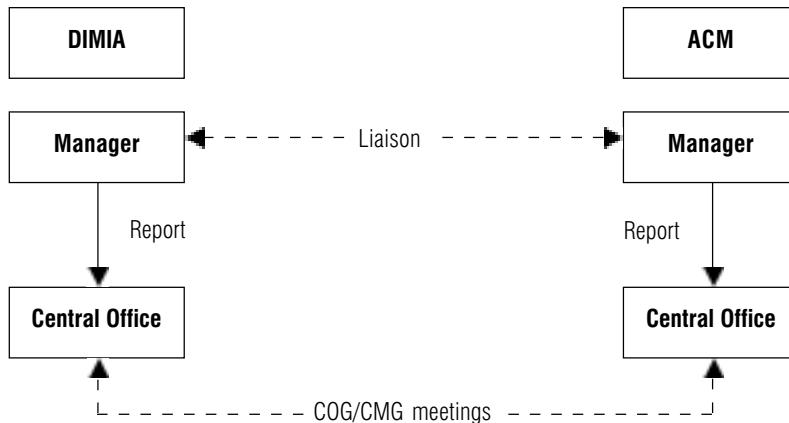 DIMIA
ACM
Manager
Liaison
Manager
Report
Report
Central Office
Central Office
COG/CMG meetings